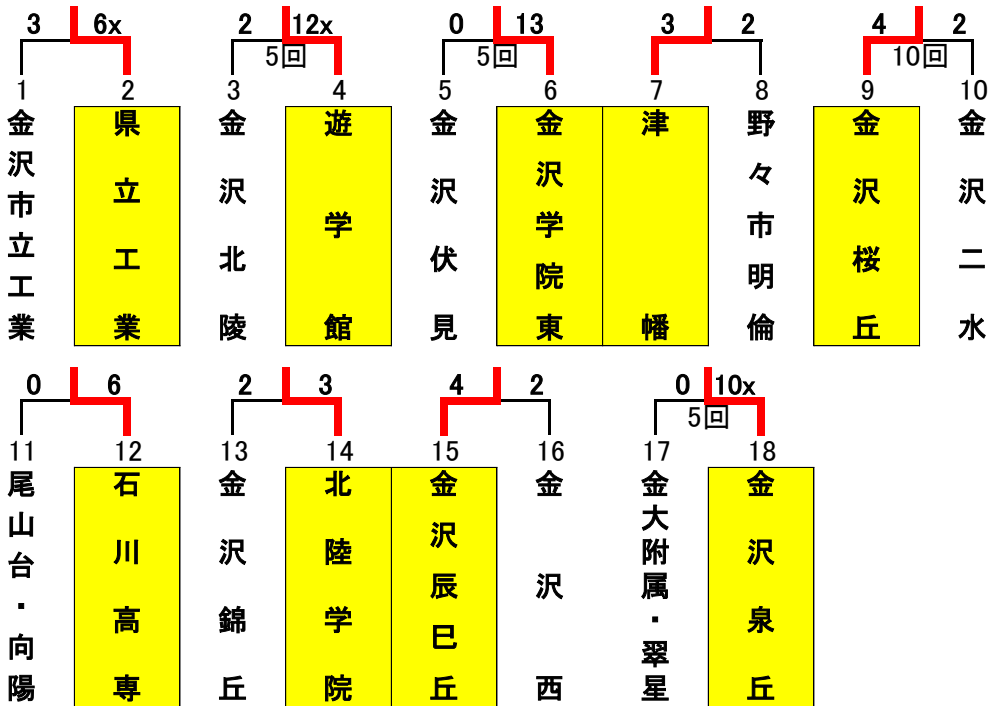 3 6x 2 12x 0 13 3 2 4 2
5回 5回 10回
1 2 3 4 5 6 7 8 9 10
金沢市立工業
県立工業
金沢北陵
遊学館
金沢伏見
金沢学院東
津幡
野々市明倫
金沢桜丘
金沢二水
0 6 2 3 4 2 0 10x
5回
11 12 13 14 15 16 17 18
尾山台・向陽
石川高専
金沢錦丘
北陸学院
金沢辰巳丘
金沢西
金大附属・翠星
金沢泉丘